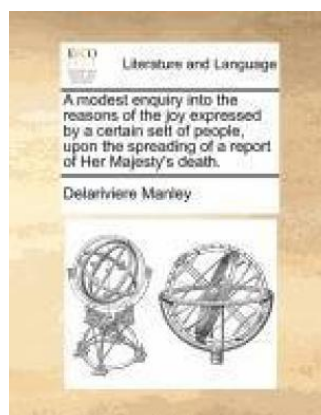 ECCO
Literature and Language
A modest enquiry into the
reasons of the joy expressed
by a certain sett of people,
upon the spreading of a report
of Her Majesty's death.
Delariviere Manley